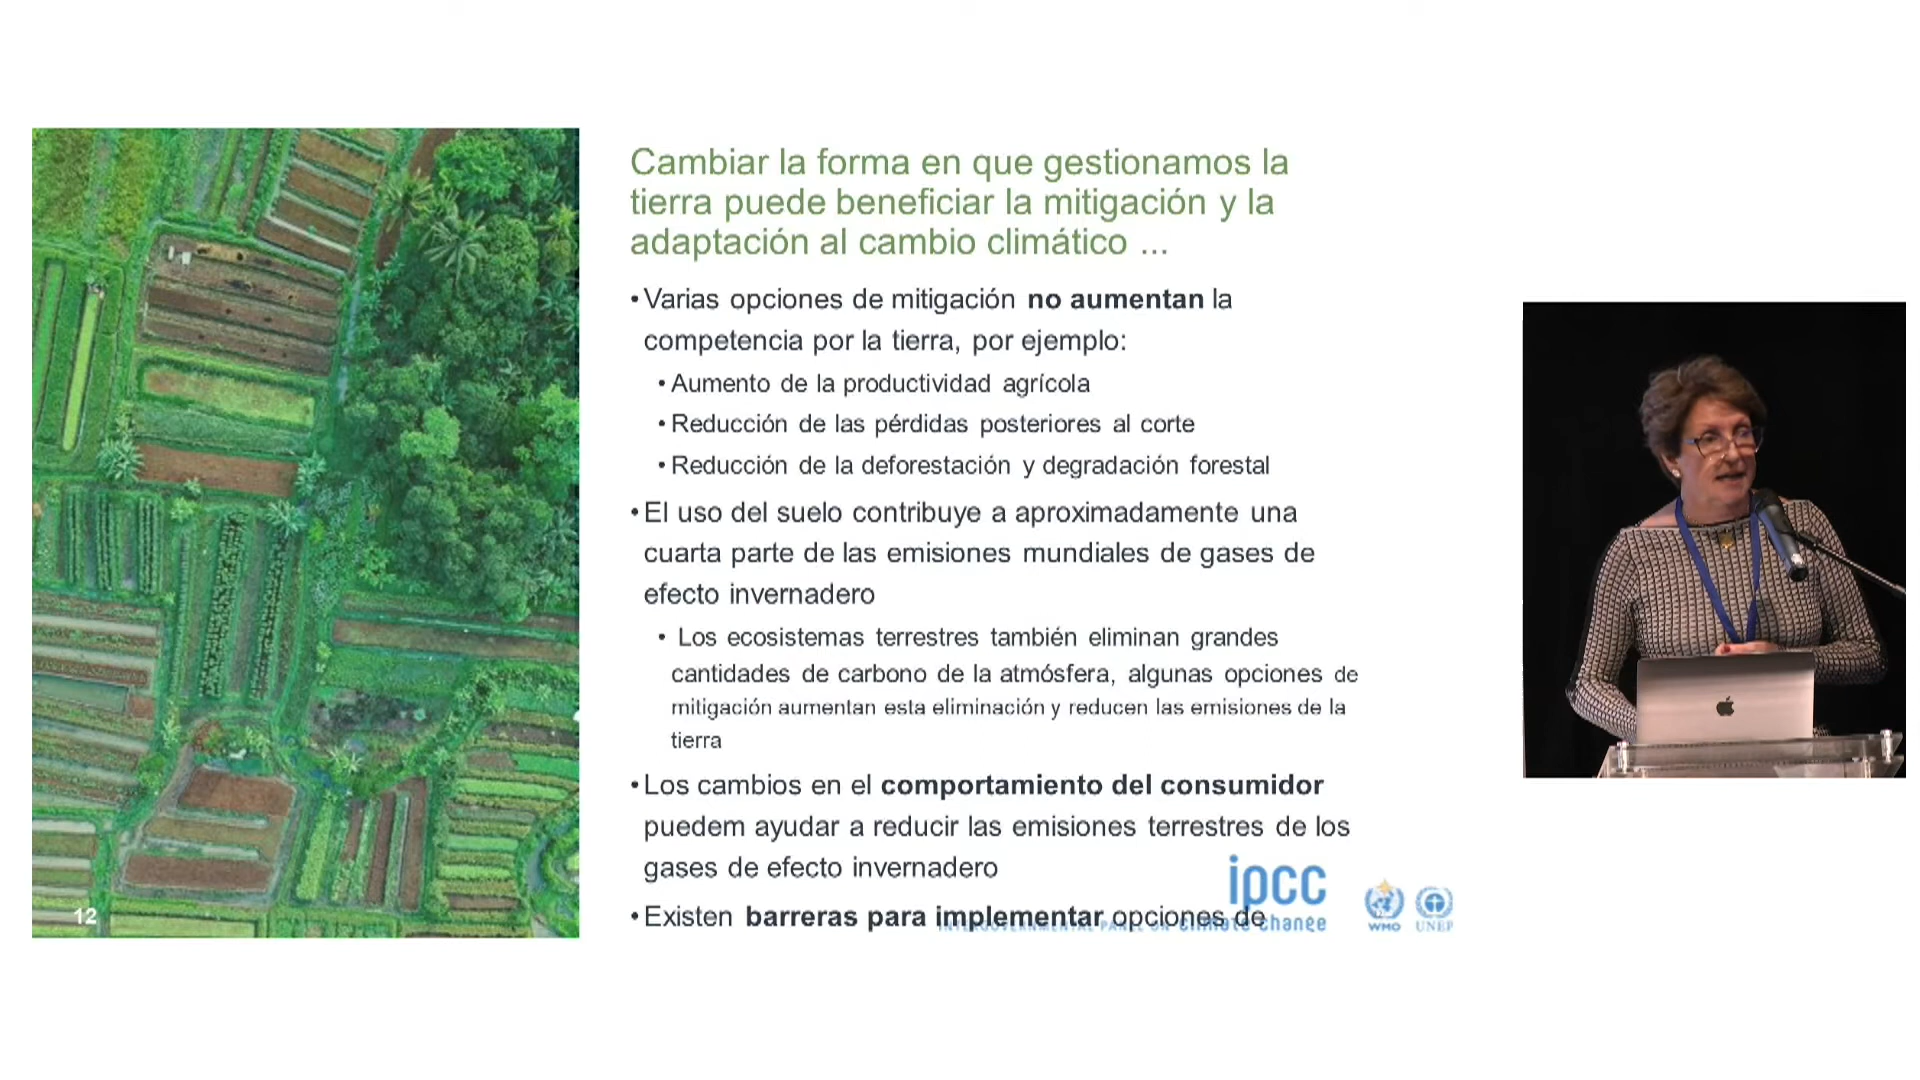 Cambiar la forma en que gestionamos la
tierra puede beneficiar la mitigación y la
adaptación al cambio climático ...
• Varias opciones de mitigación no aumentan la
competencia por la tierra, por ejemplo:
• Aumento de la productividad agrícola
• Reducción de las pérdidas posteriores al corte
• Reducción de la deforestación y degradación forestal
• El uso del suelo contribuye a aproximadamente una
cuarta parte de las emisiones mundiales de gases de
efecto invernadero
• Los ecosistemas terrestres también eliminan grandes
cantidades de carbono de la atmósfera, algunas opciones de
mitigación aumentan esta eliminación y reducen las emisiones de la
tierra
• Los cambios en el comportamiento del consumidor
puedem ayudar a reducir las emisiones terrestres de los
gases de efecto invernadero
• Existen barreras para implementar opciones de
12
ipcc
INTERGOVERNMENTAL PANEL ON climate change
WMO
UNEP